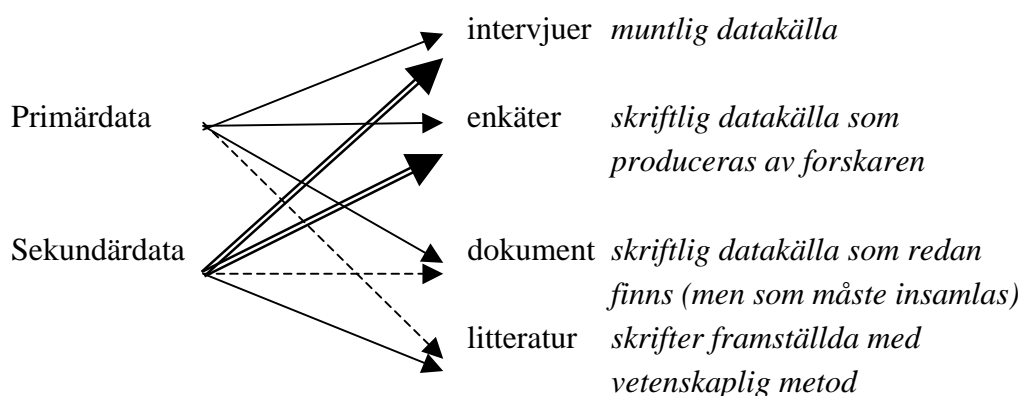 intervjuer muntlig datakälla
Primärdata enkäter skriftlig datakälla som
produceras av forskaren
Sekundärdata dokument skriftlig datakälla som redan
finns (men som måste insamlas)
litteratur skrifter framställda med
vetenskaplig metod